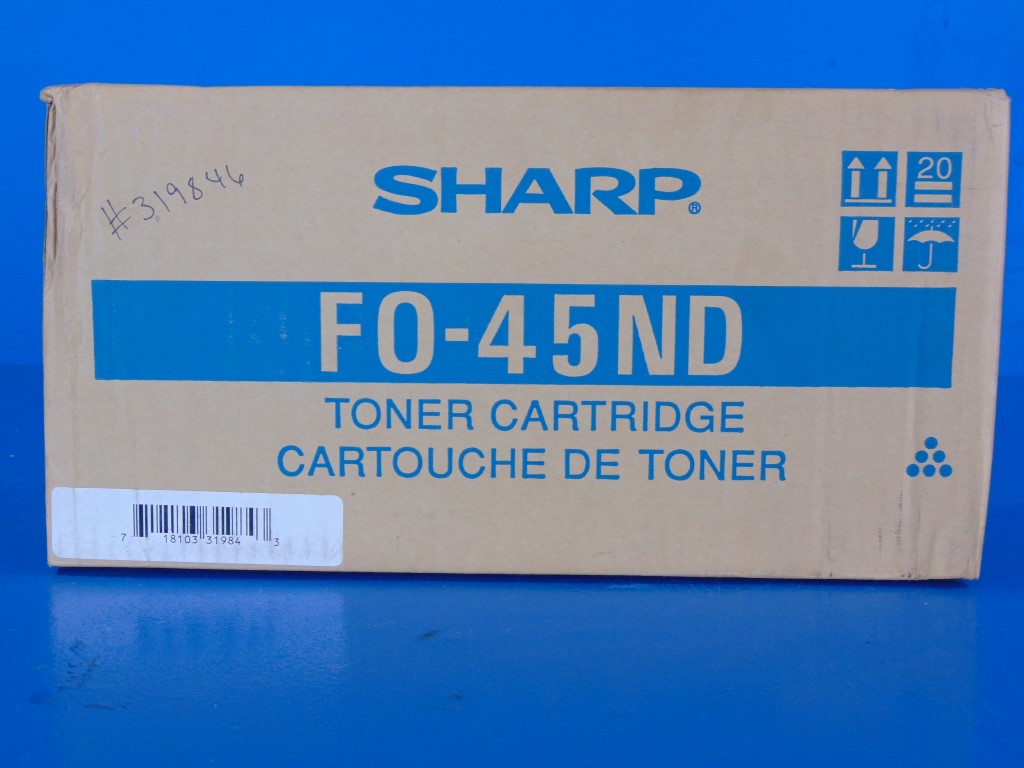 #319846
SHARP®
20
FO-45ND
TONER CARTRIDGE
CARTOUCHE DE TONER
7 18103 31984 3